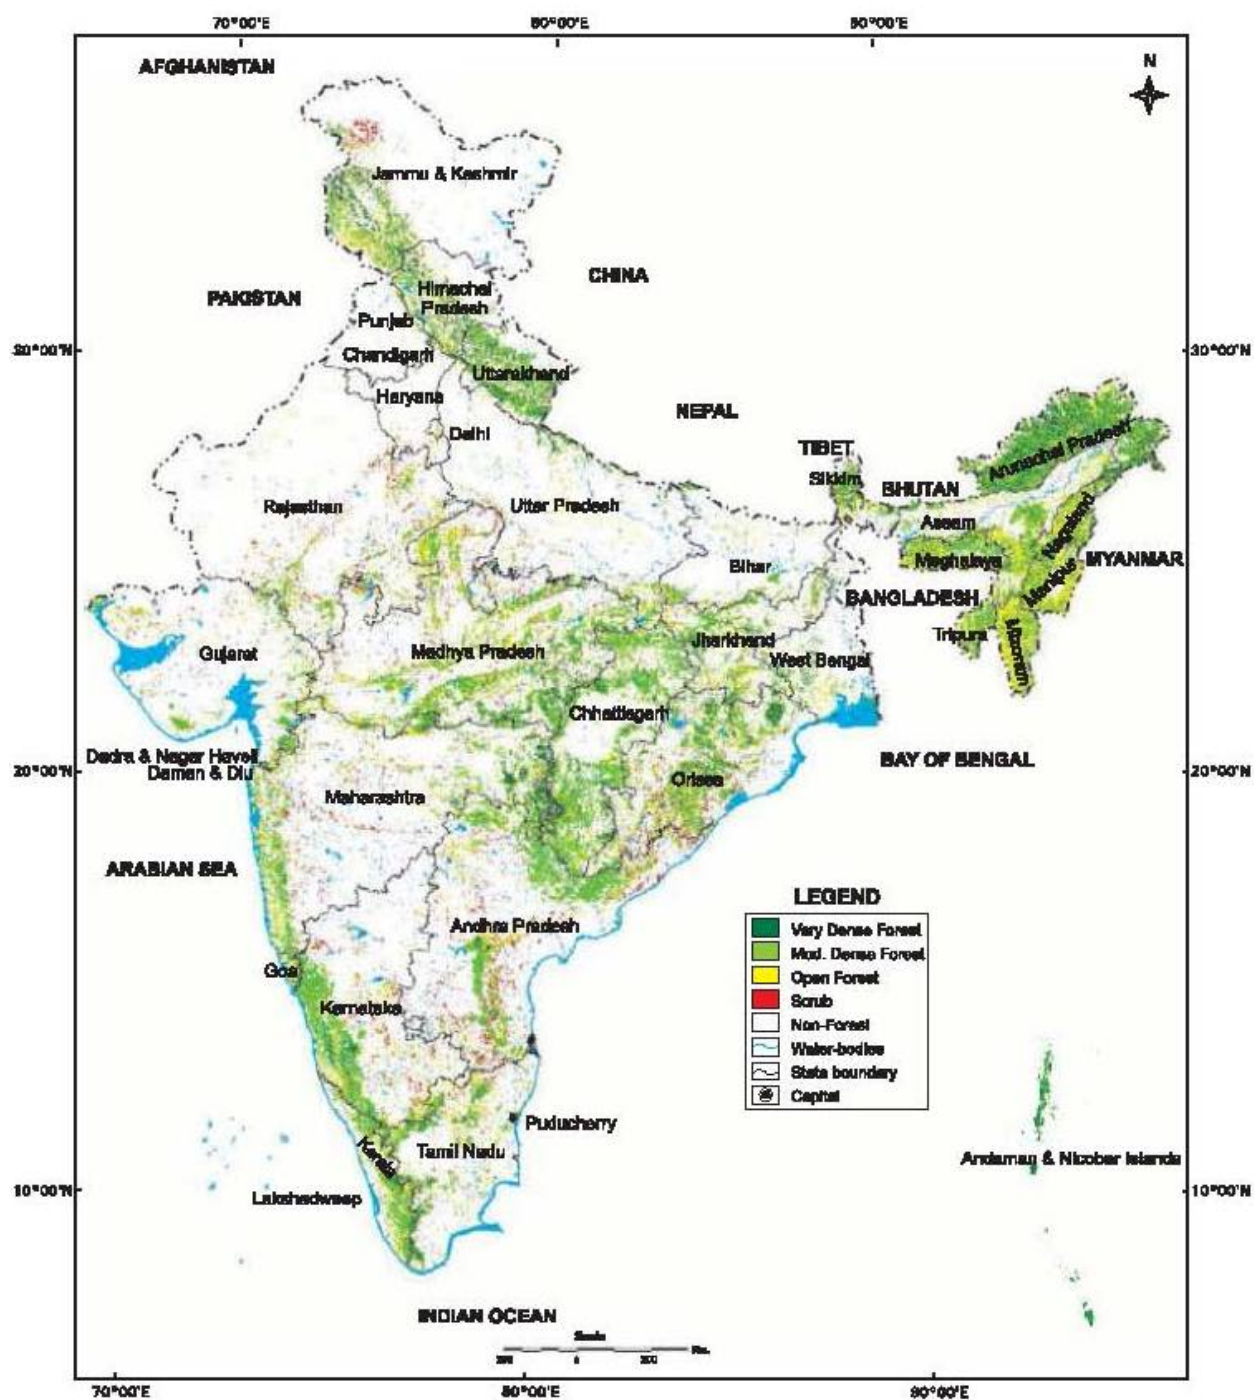 70°00'E 80°00'E 90°00'E
AFGHANISTAN
N
Jammu & Kashmir
CHINA
PAKISTAN
Himachal
Pradesh
Punjab
30°00'N
30°00'N
Chandigarh
Uttarakhand
Haryana
NEPAL
Delhi
TIBET
Arunachal Pradesh
Sikkim
BHUTAN
Rajasthan
Uttar Pradesh
Assam
Nagaland
Meghalaya
MYANMAR
Bihar
Manipur
BANGLADESH
Tripura
Mizoram
Jharkhand
Gujarat
Madhya Pradesh
West Bengal
Chhattisgarh
Dadra & Nagar Haveli
Daman & Diu
BAY OF BENGAL
20°00'N
20°00'N
Orissa
Maharashtra
ARABIAN SEA
LEGEND
Very Dense Forest
Mod. Dense Forest
Open Forest
Scrub
Non-Forest
Water-bodies
State boundary
Capital
Andhra Pradesh
Goa
Karnataka
Puducherry
Tamil Nadu
Kerala
Andaman & Nicobar Islands
Lakshadweep
10°00'N
10°00'N
INDIAN OCEAN
Scale
0
Km.
70°00'E 80°00'E 90°00'E